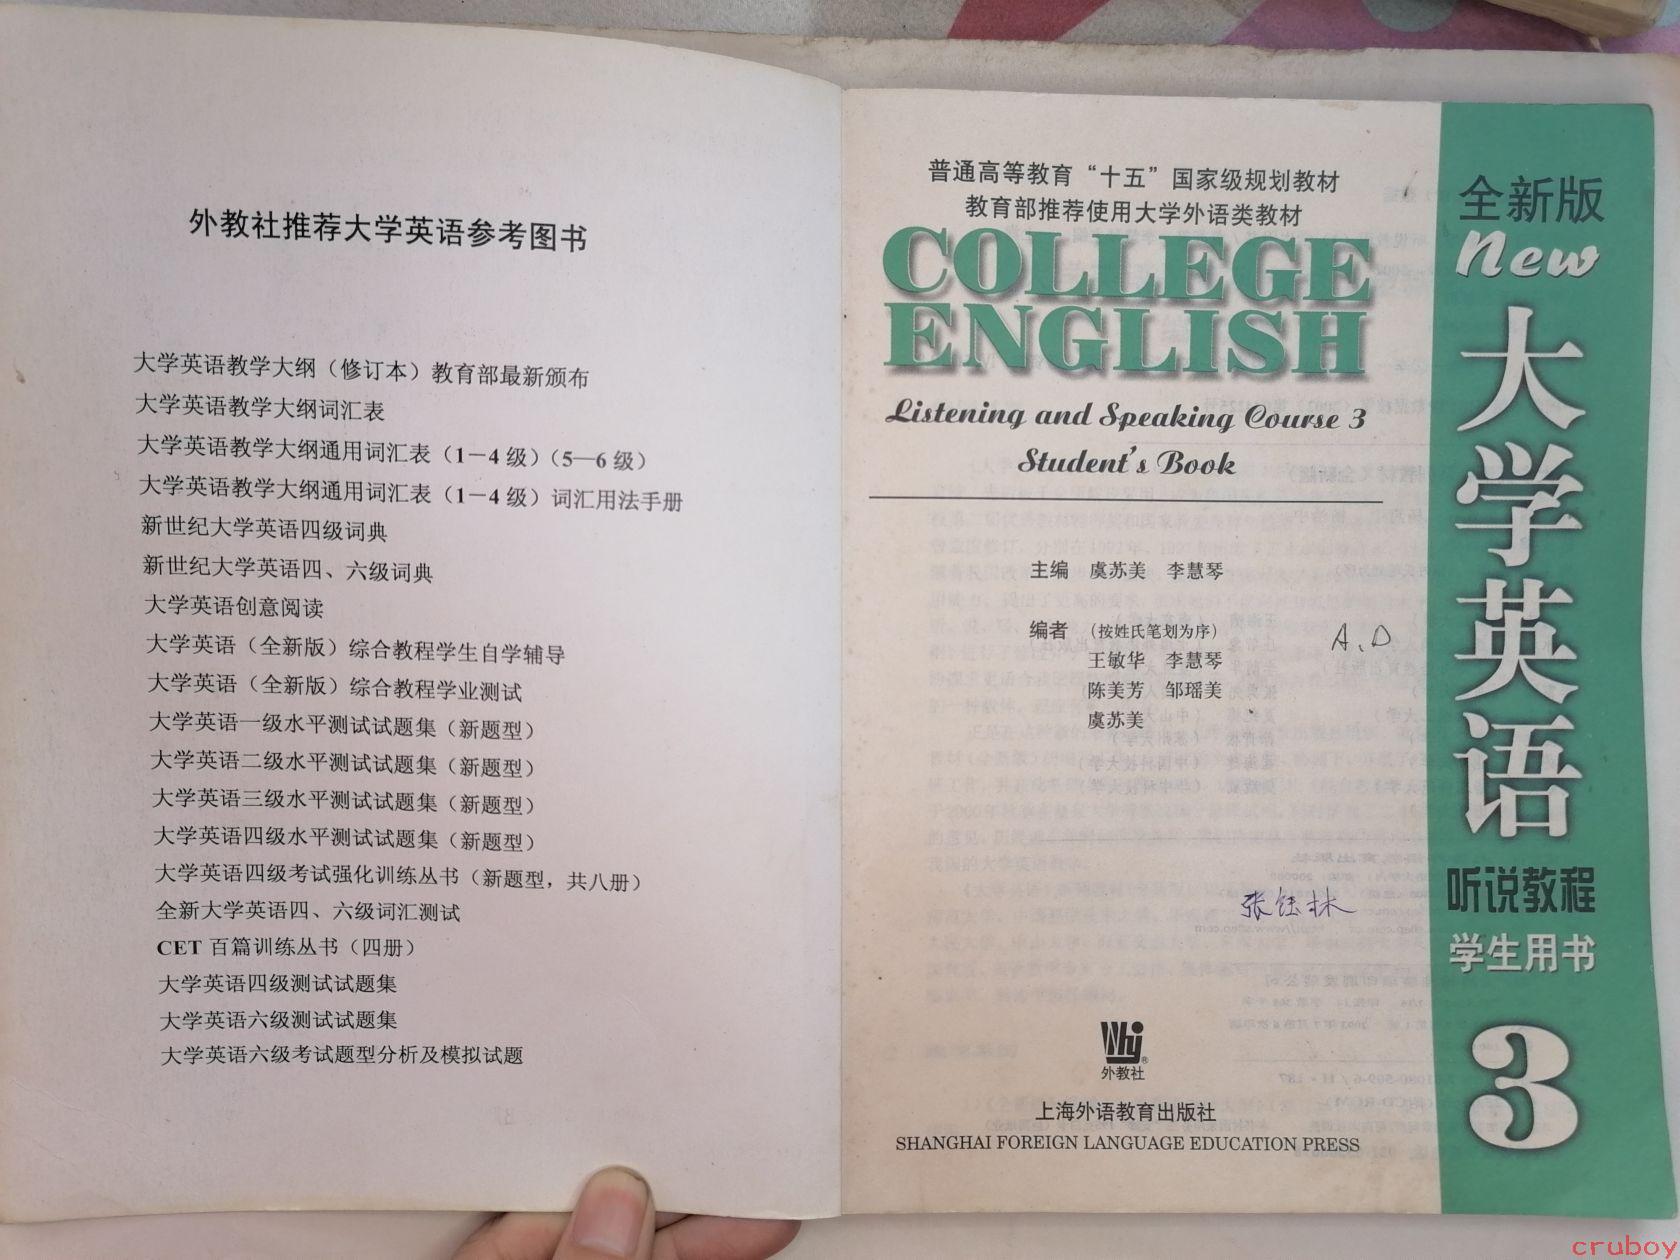 外教社推荐大学英语参考图书
大学英语教学大纲（修订本）教育部最新颁布
大学英语教学大纲词汇表
大学英语教学大纲通用词汇表（1－4 级）（5－6 级）
大学英语教学大纲通用词汇表（1－4 级）词汇用法手册
新世纪大学英语四级词典
新世纪大学英语四、六级词典
大学英语创意阅读
大学英语（全新版）综合教程学生自学辅导
大学英语（全新版）综合教程学业测试
大学英语一级水平测试试题集（新题型）
大学英语二级水平测试试题集（新题型）
大学英语三级水平测试试题集（新题型）
大学英语四级水平测试试题集（新题型）
大学英语四级考试强化训练丛书（新题型，共八册）
全新大学英语四、六级词汇测试
CET 百篇训练丛书（四册）
大学英语四级测试试题集
大学英语六级测试试题集
大学英语六级考试题型分析及模拟试题
普通高等教育“十五”国家级规划教材
教育部推荐使用大学外语类教材
COLLEGE
ENGLISH
Listening and Speaking Course 3
Student's Book
主编 虞苏美 李慧琴
编者 （按姓氏笔划为序）
王敏华 李慧琴
陈美芳 邹瑶美
虞苏美
A.D
张钰林
外教社
上海外语教育出版社
SHANGHAI FOREIGN LANGUAGE EDUCATION PRESS
全新版
New
大学英语
听说教程
学生用书
3
cruboy